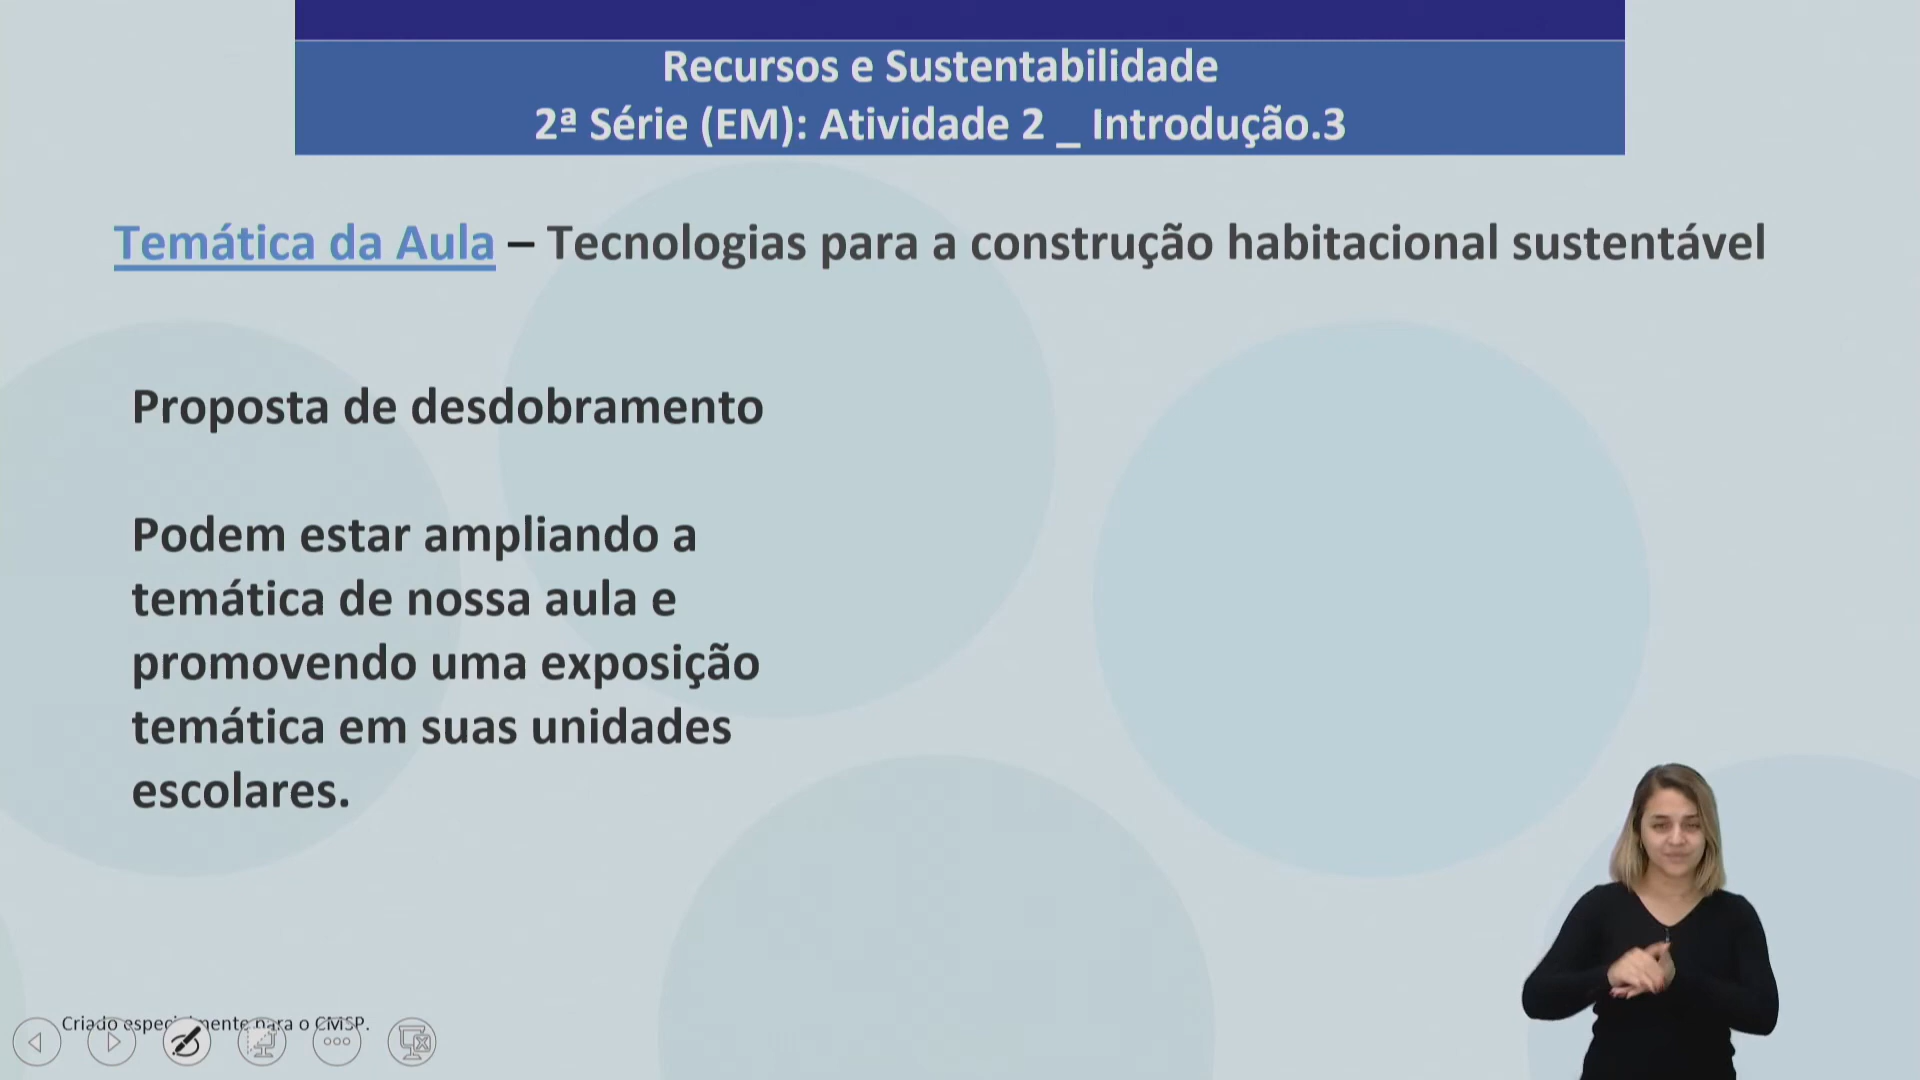 Recursos e Sustentabilidade
2ª Série (EM): Atividade 2 _ Introdução.3
Temática da Aula – Tecnologias para a construção habitacional sustentável
Proposta de desdobramento
Podem estar ampliando a
temática de nossa aula e
promovendo uma exposição
temática em suas unidades
escolares.
Criado especialmente para o CMSP.